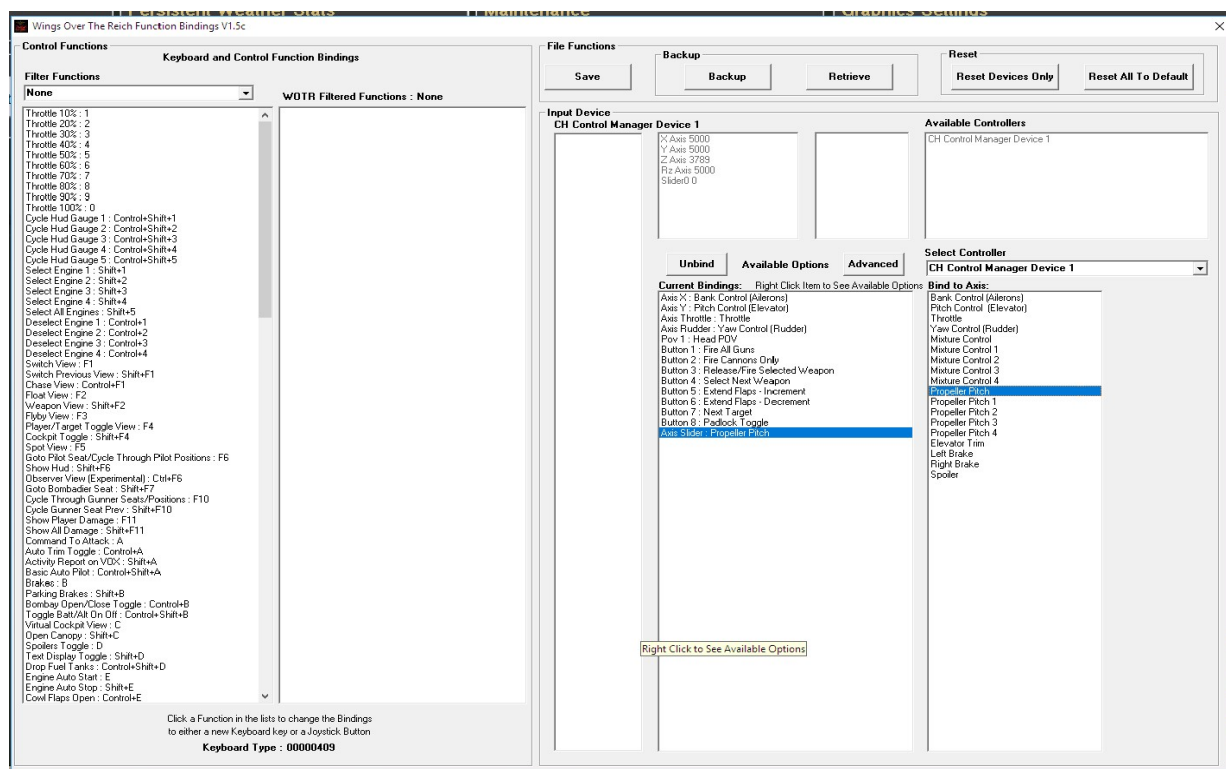 Persistent Weather Stats
Maintenance
Graphics Settings
Wings Over The Reich Function Bindings V1.5c
Control Functions
Keyboard and Control Function Bindings
Filter Functions
None
WOTR Filtered Functions : None
Throttle 10% : 1
Throttle 20% : 2
Throttle 30% : 3
Throttle 40% : 4
Throttle 50% : 5
Throttle 60% : 6
Throttle 70% : 7
Throttle 80% : 8
Throttle 90% : 9
Throttle 100% : 0
Cycle Hud Gauge 1 : Control+Shift+1
Cycle Hud Gauge 2 : Control+Shift+2
Cycle Hud Gauge 3 : Control+Shift+3
Cycle Hud Gauge 4 : Control+Shift+4
Cycle Hud Gauge 5 : Control+Shift+5
Select Engine 1 : Shift+1
Select Engine 2 : Shift+2
Select Engine 3 : Shift+3
Select Engine 4 : Shift+4
Select All Engines : Shift+5
Deselect Engine 1 : Control+1
Deselect Engine 2 : Control+2
Deselect Engine 3 : Control+3
Deselect Engine 4 : Control+4
Switch View : F1
Switch Previous View : Shift+F1
Chase View : Control+F1
Float View : F2
Weapon View : Shift+F2
Flyby View : F3
Player/Target Toggle View : F4
Cockpit Toggle : Shift+F4
Spot View : F5
Goto Pilot Seat/Cycle Through Pilot Positions : F6
Show Hud : Shift+F6
Observer View (Experimental) : Ctrl+F6
Goto Bombadier Seat : Shift+F7
Cycle Through Gunner Seats/Positions : F10
Cycle Gunner Seat Prev : Shift+F10
Show Player Damage : F11
Show All Damage : Shift+F11
Command To Attack : A
Auto Trim Toggle : Control+A
Activity Report on VOX : Shift+A
Basic Auto Pilot : Control+Shift+A
Brakes : B
Parking Brakes : Shift+B
Bombay Open/Close Toggle : Control+B
Toggle Batt/Alt On Off : Control+Shift+B
Virtual Cockpit View : C
Open Canopy : Shift+C
Spoilers Toggle : D
Text Display Toggle : Shift+D
Drop Fuel Tanks : Control+Shift+D
Engine Auto Start : E
Engine Auto Stop : Shift+E
Cowl Flaps Open : Control+E
Click a Function in the lists to change the Bindings
to either a new Keyboard key or a Joystick Button
Keyboard Type : 00000409
File Functions
Save
Backup
Backup
Retrieve
Reset
Reset Devices Only
Reset All To Default
Input Device
CH Control Manager Device 1
X Axis 5000
Y Axis 5000
Z Axis 3789
Rz Axis 5000
Slider0 0
Available Controllers
CH Control Manager Device 1
Select Controller
CH Control Manager Device 1
Unbind
Available Options
Advanced
Current Bindings: Right Click Item to See Available Options
Axis X : Bank Control (Ailerons)
Axis Y : Pitch Control (Elevator)
Axis Throttle : Throttle
Axis Rudder : Yaw Control (Rudder)
Pov 1 : Head POV
Button 1 : Fire All Guns
Button 2 : Fire Cannons Only
Button 3 : Release/Fire Selected Weapon
Button 4 : Select Next Weapon
Button 5 : Extend Flaps - Increment
Button 6 : Extend Flaps - Decrement
Button 7 : Next Target
Button 8 : Padlock Toggle
Axis Slider : Propeller Pitch
Right Click to See Available Options
Bind to Axis:
Bank Control (Ailerons)
Pitch Control (Elevator)
Throttle
Yaw Control (Rudder)
Mixture Control
Mixture Control 1
Mixture Control 2
Mixture Control 3
Mixture Control 4
Propeller Pitch
Propeller Pitch 1
Propeller Pitch 2
Propeller Pitch 3
Propeller Pitch 4
Elevator Trim
Left Brake
Right Brake
Spoiler